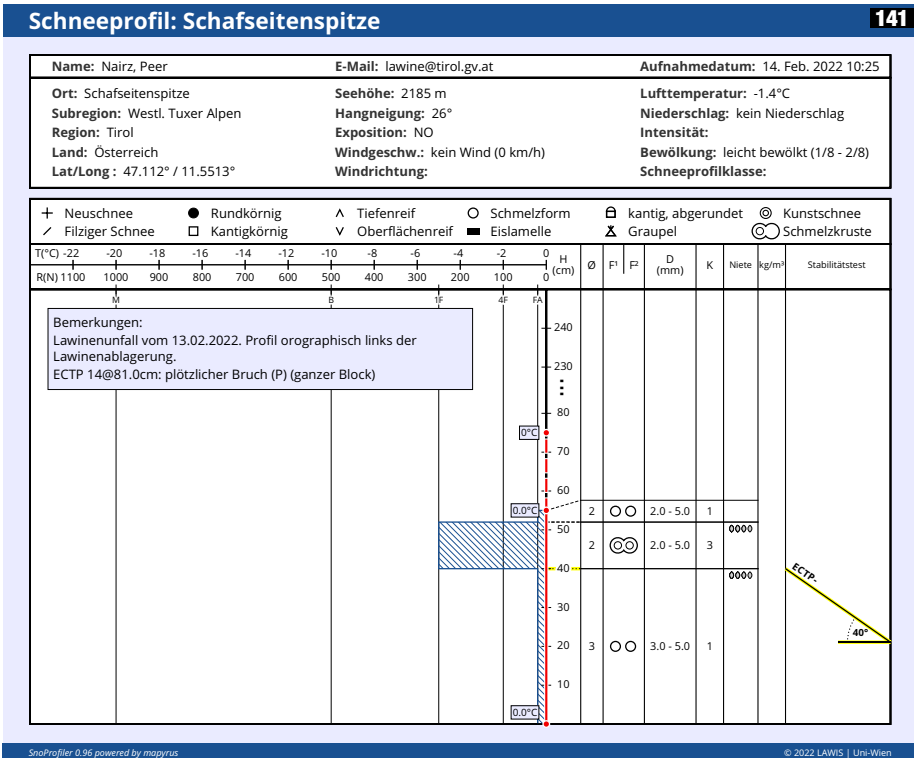 Schneeprofil: Schafseitenspitze
141
Name: Nairz, Peer E-Mail: lawine@tirol.gv.at Aufnahmedatum: 14. Feb. 2022 10:25
Ort: Schafseitenspitze Seehöhe: 2185 m Lufttemperatur: -1.4°C
Subregion: Westl. Tuxer Alpen Hangneigung: 26° Niederschlag: kein Niederschlag
Region: Tirol Exposition: NO Intensität:
Land: Österreich Windgeschw.: kein Wind (0 km/h) Bewölkung: leicht bewölkt (1/8 - 2/8)
Lat/Long : 47.112° / 11.5513° Windrichtung: Schneeprofilklasse:
Neuschnee Rundkörnig Tiefenreif Schmelzform kantig, abgerundet Kunstschnee
Filziger Schnee Kantigkörnig Oberflächenreif Eislamelle Graupel Schmelzkruste
T(°C) -22 -20 -18 -16 -14 -12 -10 -8 -6 -4 -2 0
R(N) 1100 1000 900 800 700 600 500 400 300 200 100 0
H (cm) Ø F¹ F² D (mm) K Niete kg/m³ Stabilitätstest
M B 1F 4F FA
Bemerkungen:
Lawinenunfall vom 13.02.2022. Profil orographisch links der
Lawinenablagerung.
ECTP 14@81.0cm: plötzlicher Bruch (P) (ganzer Block)
240
230
80
0°C
70
60
0.0°C 2 2.0 - 5.0 1
50
2 2.0 - 5.0 3
40
ECTP-
30
40°
20 3 3.0 - 5.0 1
10
0.0°C
SnoProfiler 0.96 powered by mapyrus © 2022 LAWIS | Uni-Wien